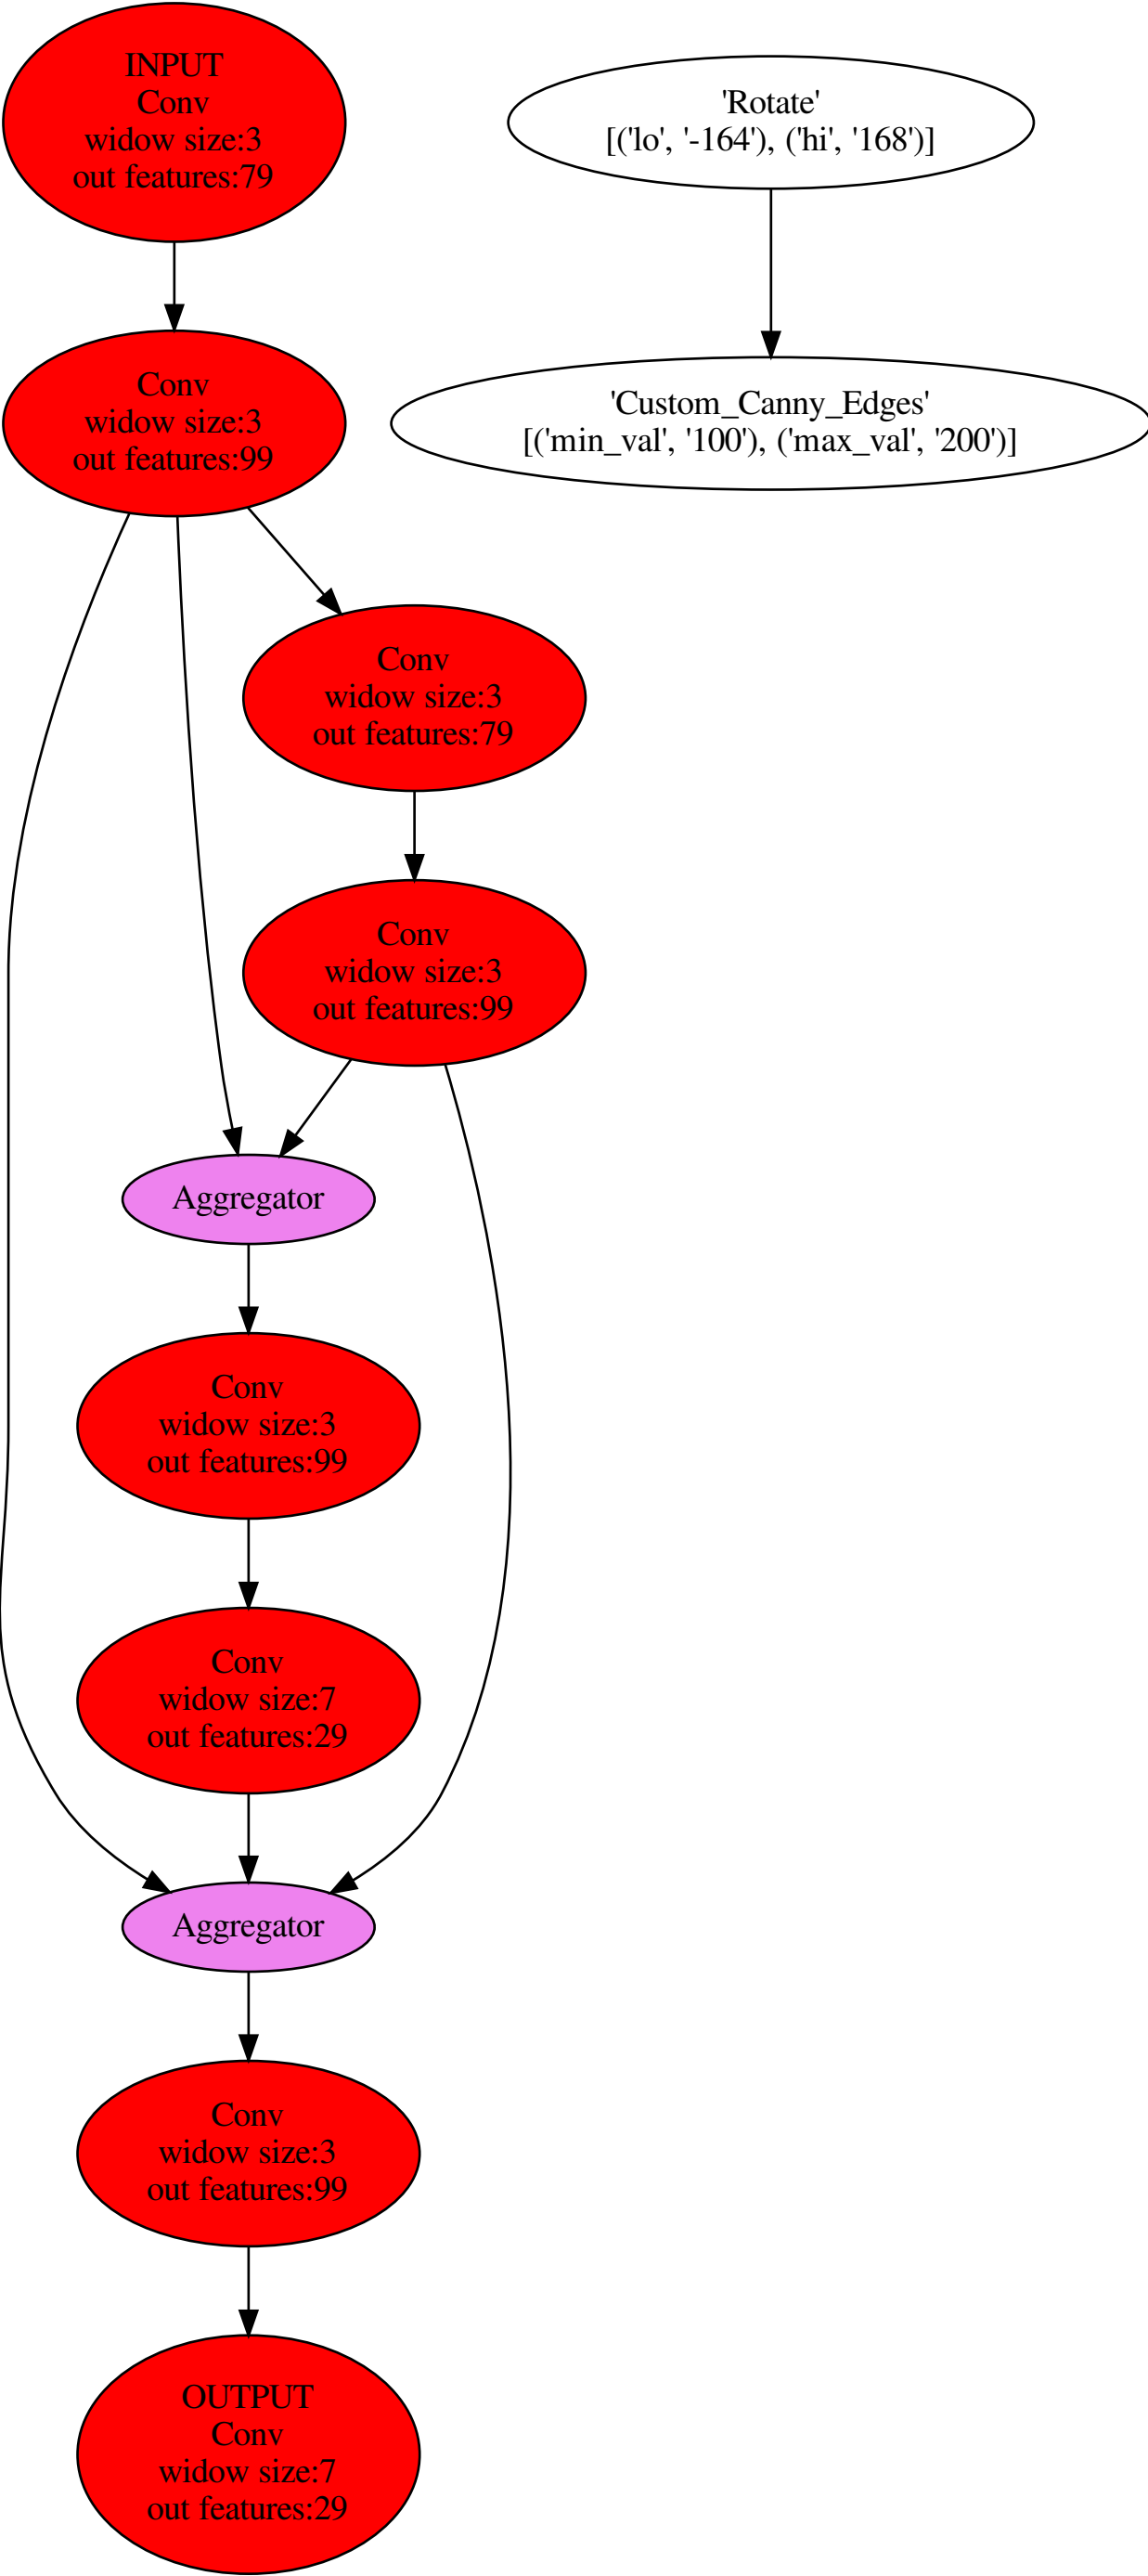 INPUT
Conv
widow size:3
out features:79
'Rotate'
[('lo', '-164'), ('hi', '168')]
Conv
widow size:3
out features:99
'Custom_Canny_Edges'
[('min_val', '100'), ('max_val', '200')]
Conv
widow size:3
out features:79
Conv
widow size:3
out features:99
Aggregator
Conv
widow size:3
out features:99
Conv
widow size:7
out features:29
Aggregator
Conv
widow size:3
out features:99
OUTPUT
Conv
widow size:7
out features:29